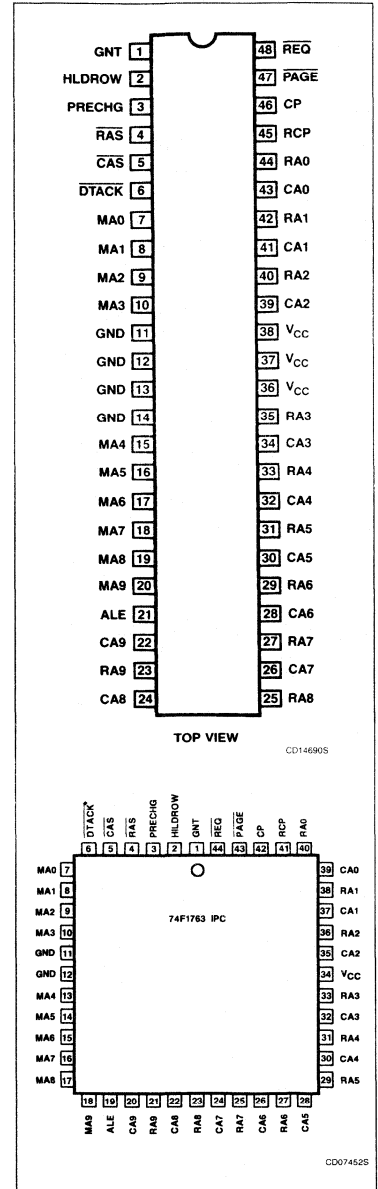 GNT 1 48 REQ
HLDROW 2 47 PAGE
PRECHG 3 46 CP
RAS 4 45 RCP
CAS 5 44 RA0
DTACK 6 43 CA0
MA0 7 42 RA1
MA1 8 41 CA1
MA2 9 40 RA2
MA3 10 39 CA2
GND 11 38 VCC
GND 12 37 VCC
GND 13 36 VCC
GND 14 35 RA3
MA4 15 34 CA3
MA5 16 33 RA4
MA6 17 32 CA4
MA7 18 31 RA5
MA8 19 30 CA5
MA9 20 29 RA6
ALE 21 28 CA6
CA9 22 27 RA7
RA9 23 26 CA7
CA8 24 25 RA8
TOP VIEW
CD14690S
DTACK* CAS RAS PRECHG HILDROW GNT REQ PAGE CP RCP RA0
6 5 4 3 2 1 44 43 42 41 40
MA0 7 39 CA0
MA1 8 38 RA1
MA2 9 37 CA1
74F1763 IPC
MA3 10 36 RA2
GND 11 35 CA2
GND 12 34 VCC
MA4 13 33 RA3
MA5 14 32 CA3
MA6 15 31 RA4
MA7 16 30 CA4
MA8 17 29 RA5
18 19 20 21 22 23 24 25 26 27 28
MA9 ALE CA9 RA9 CA8 RA8 CA7 RA7 CA6 RA6 CA5
CD07452S